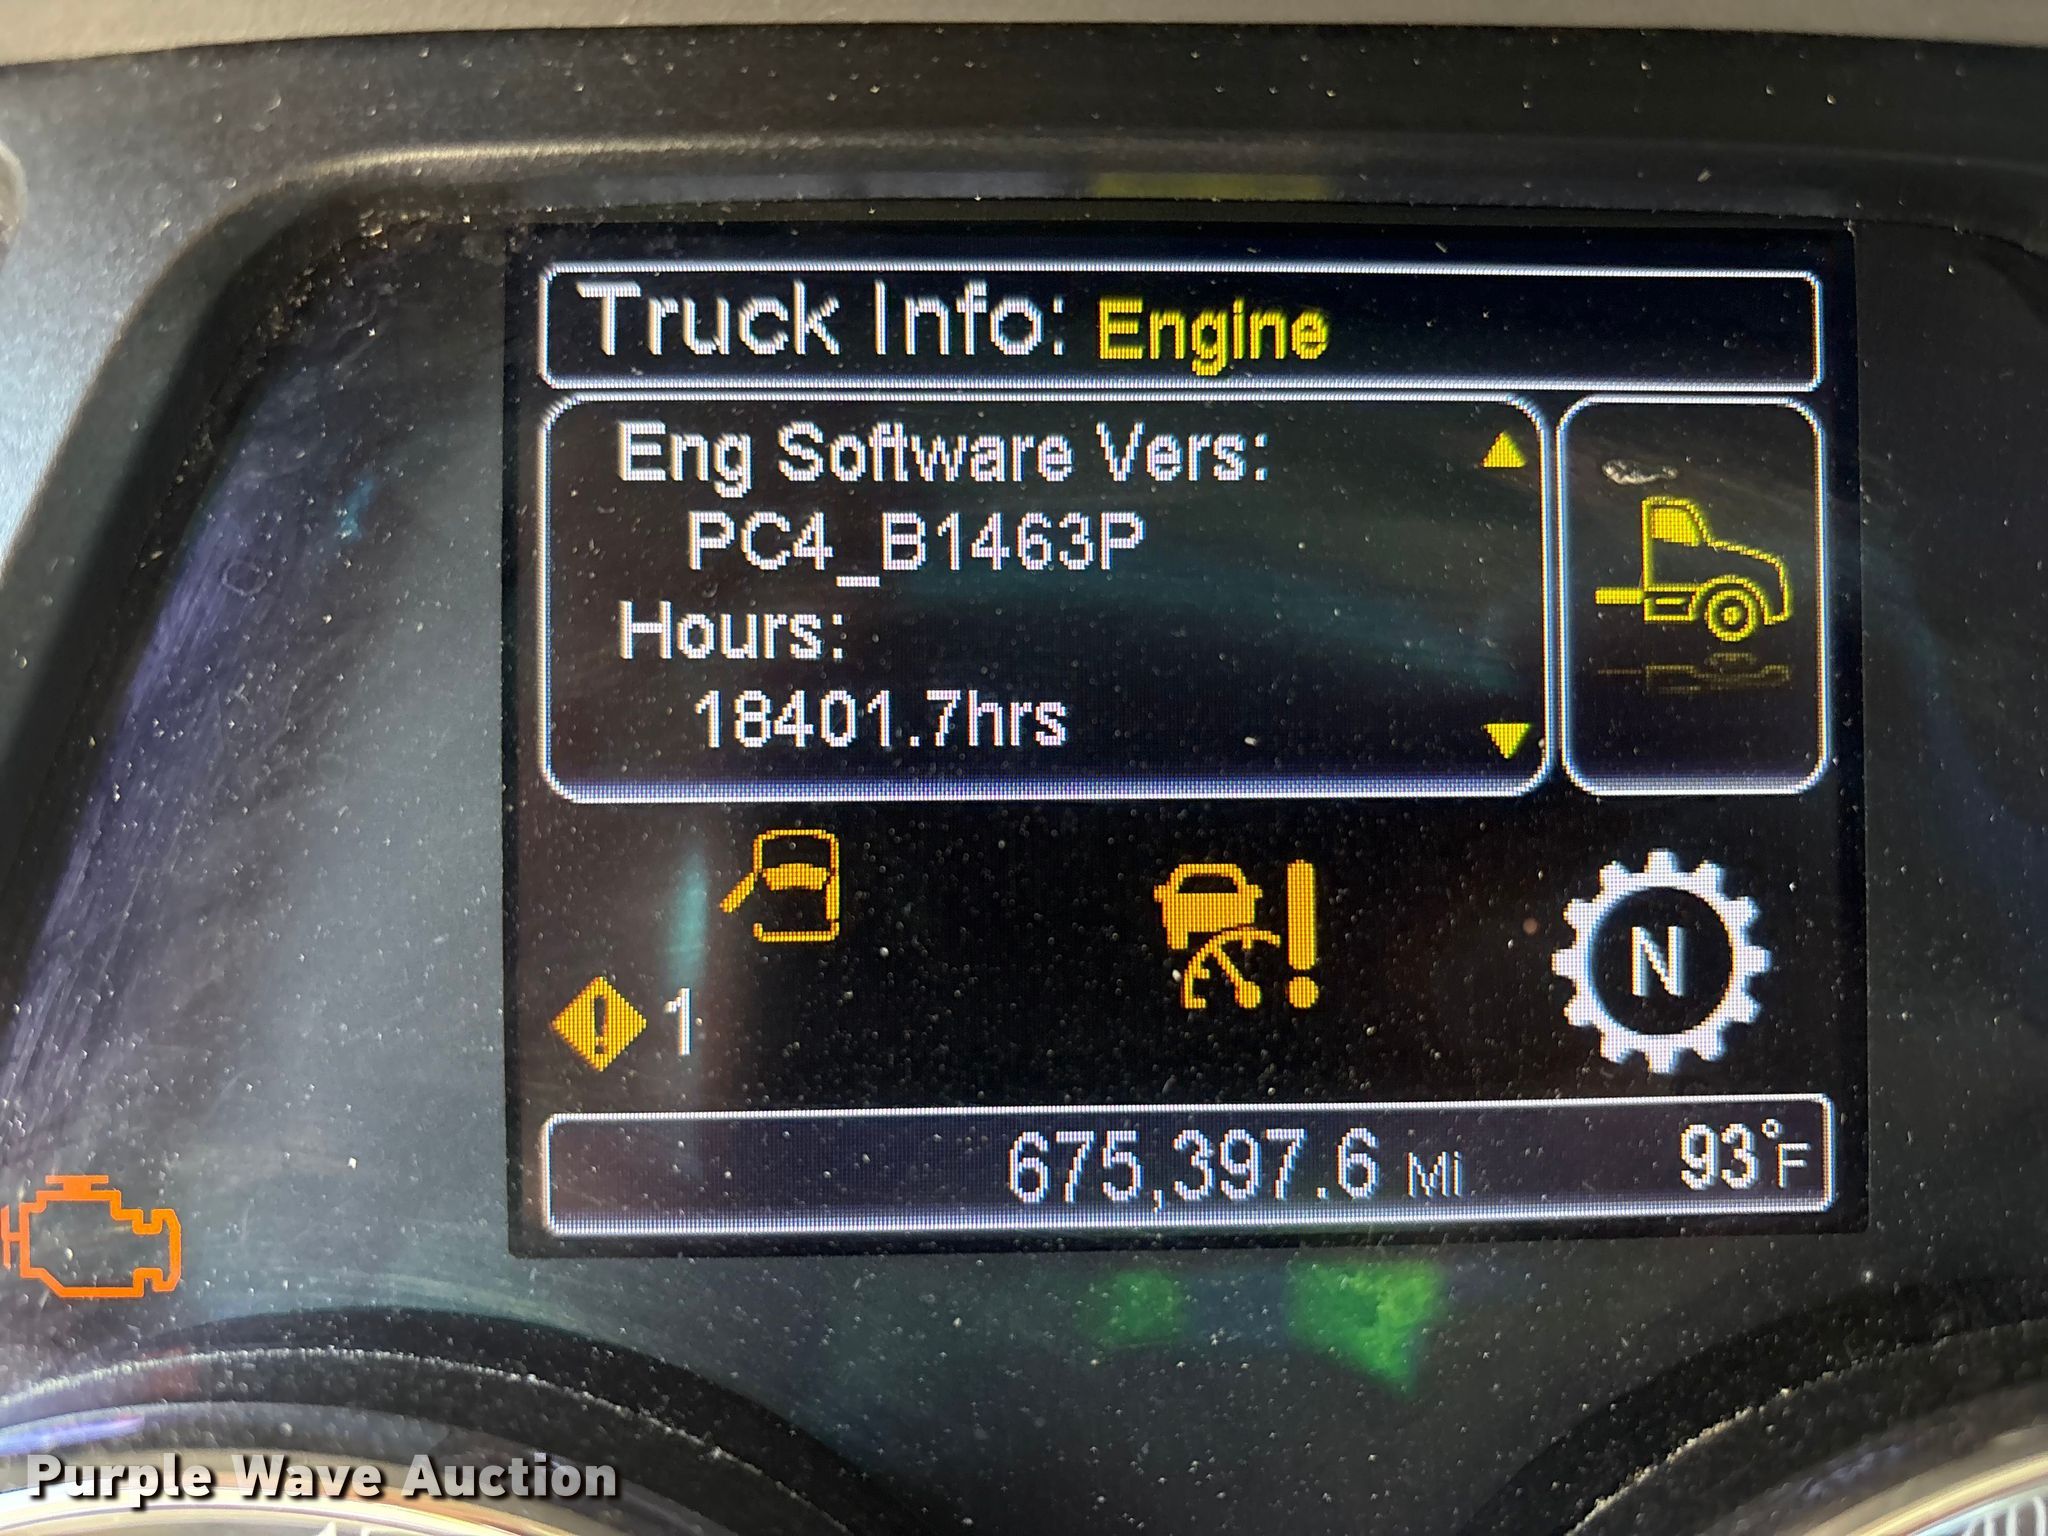 Truck Info: Engine
Eng Software Vers:
PC4_B1463P
Hours:
18401.7hrs
1
N
675,397.6 Mi
93°F
Purple Wave Auction